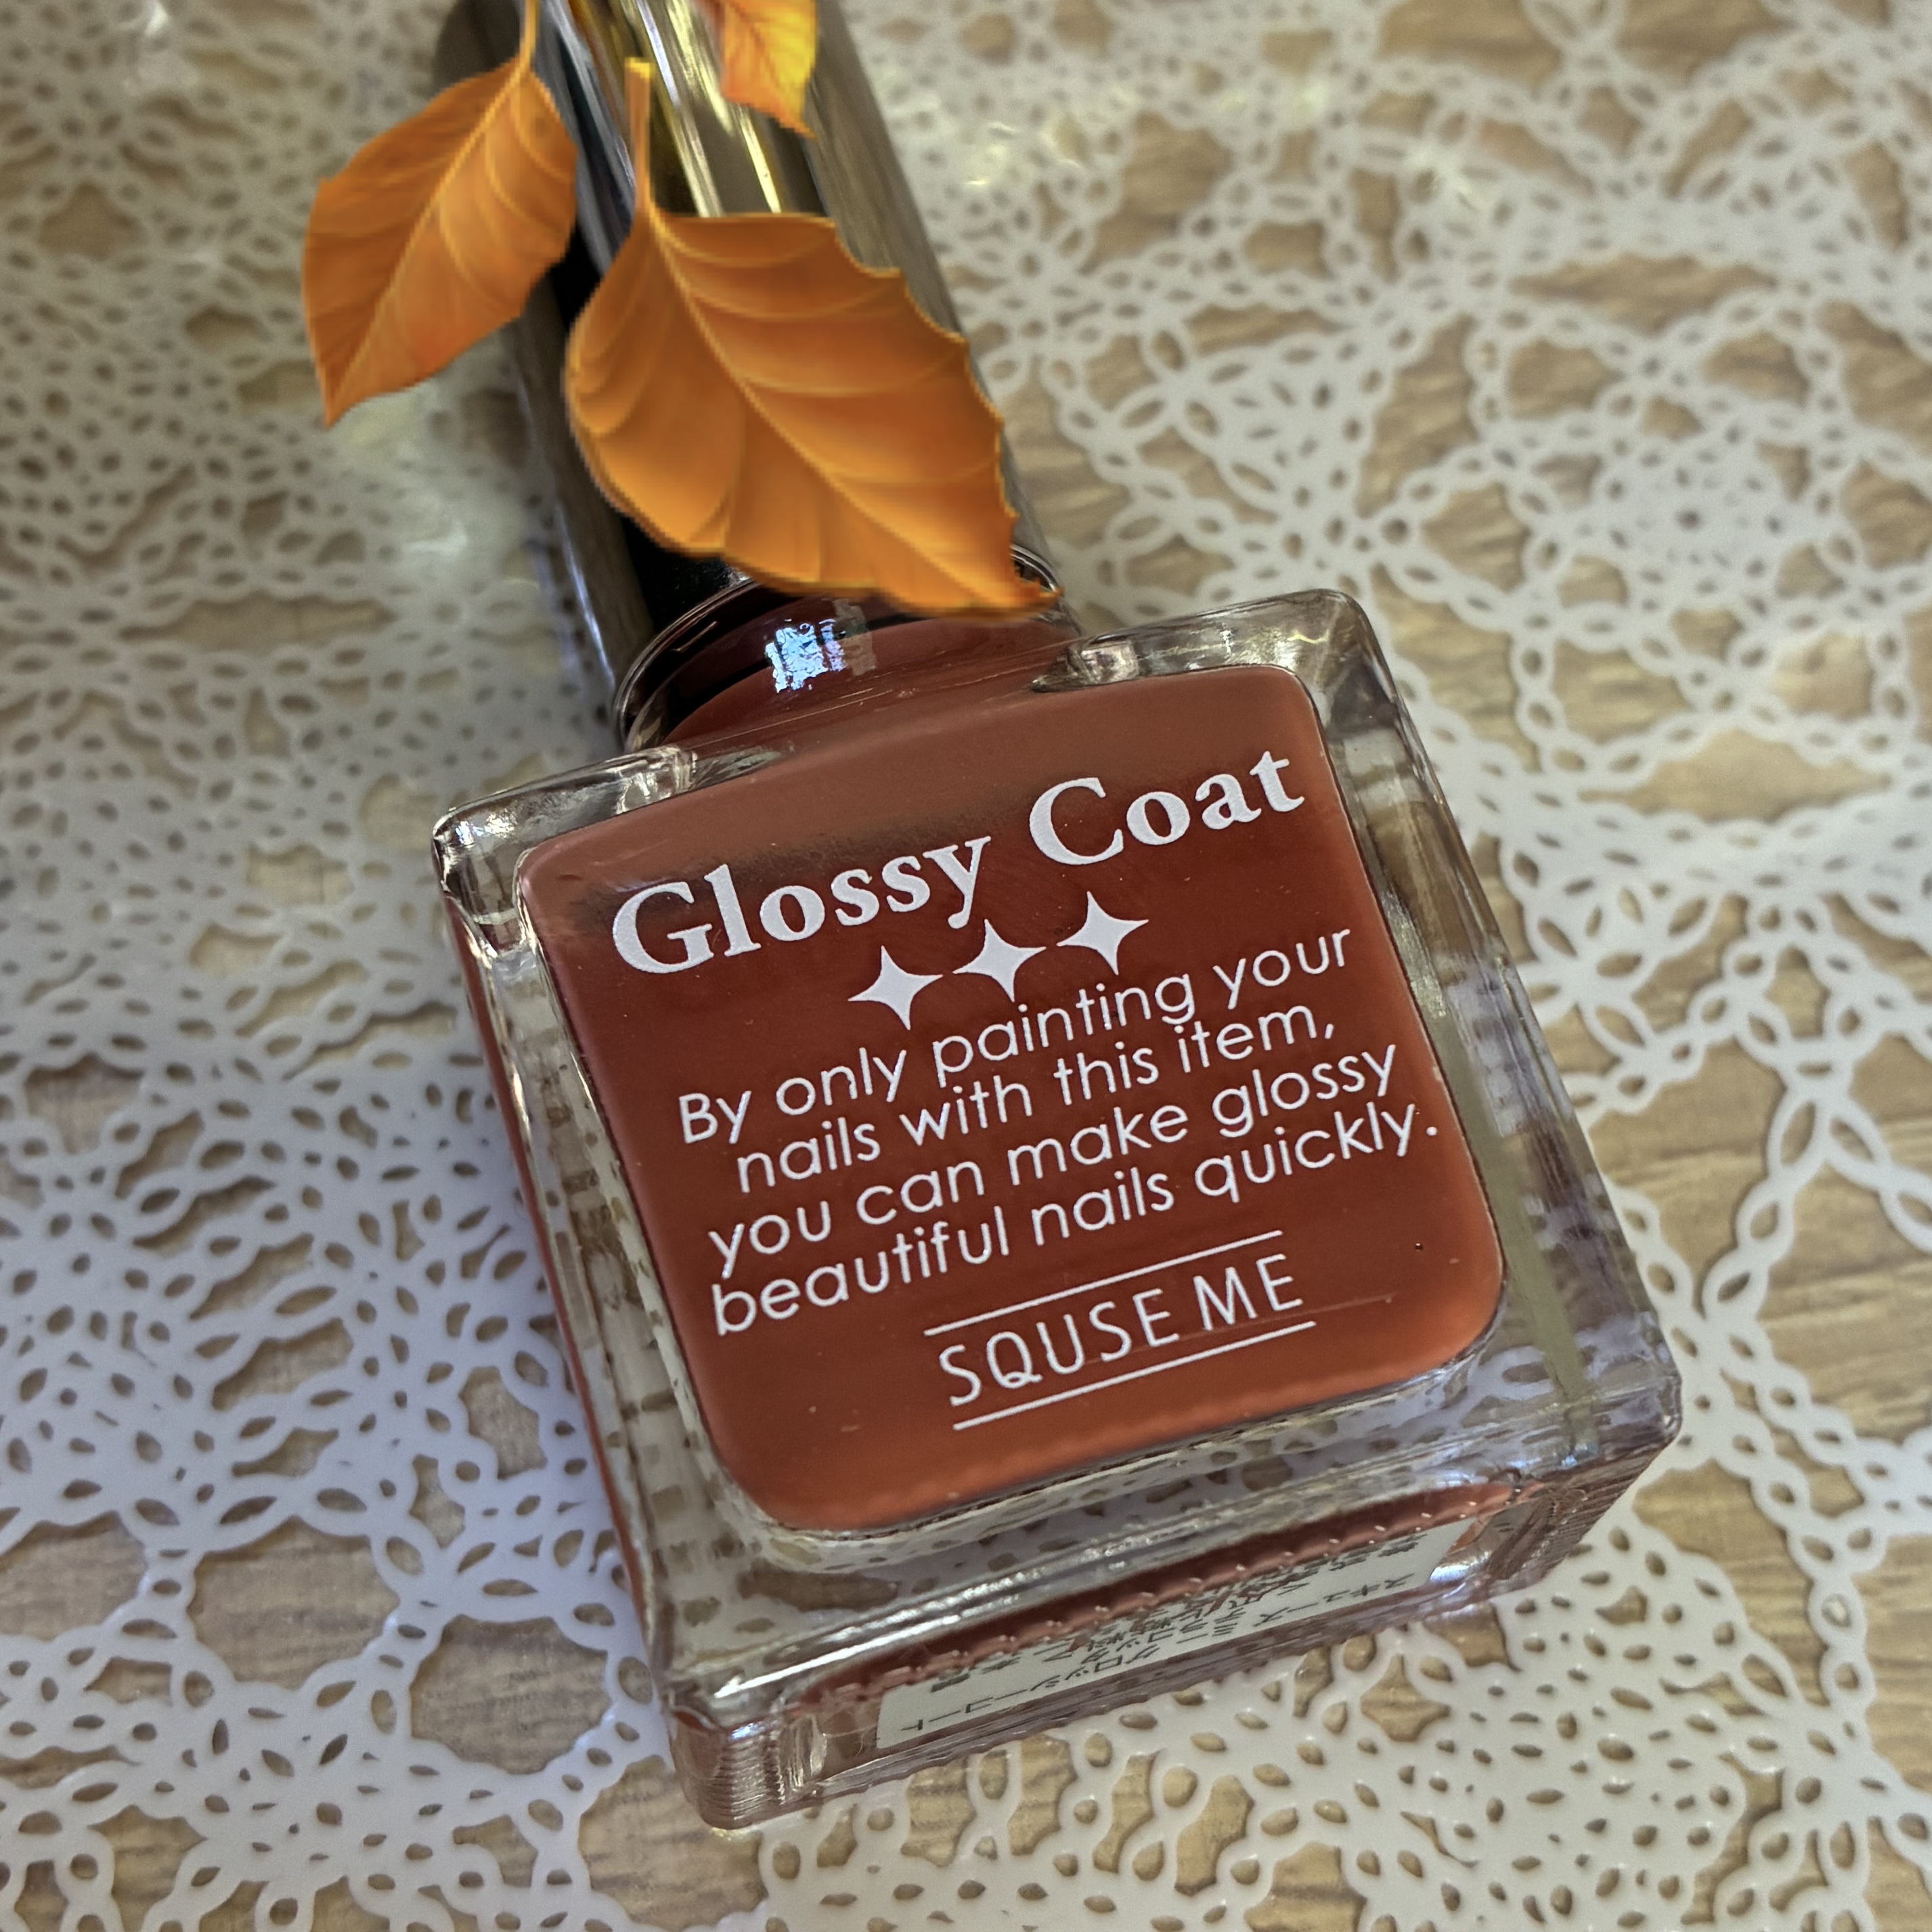 Glossy Coat
By only painting your
nails with this item,
you can make glossy
beautiful nails quickly.
SQUSE ME